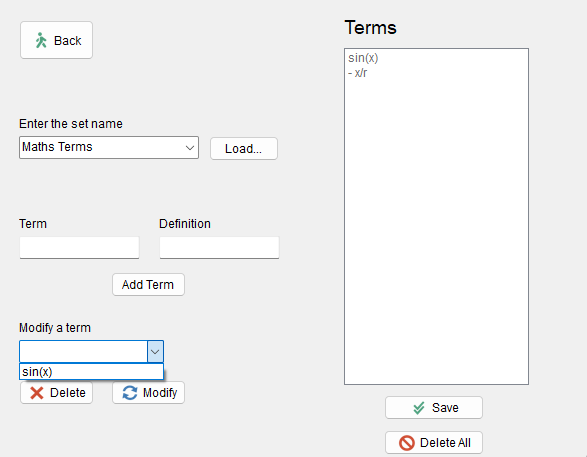 Back
Terms
sin(x)
- x/r
Enter the set name
Maths Terms
Load...
Term
Definition
Add Term
Modify a term
sin(x)
Delete
Modify
Save
Delete All